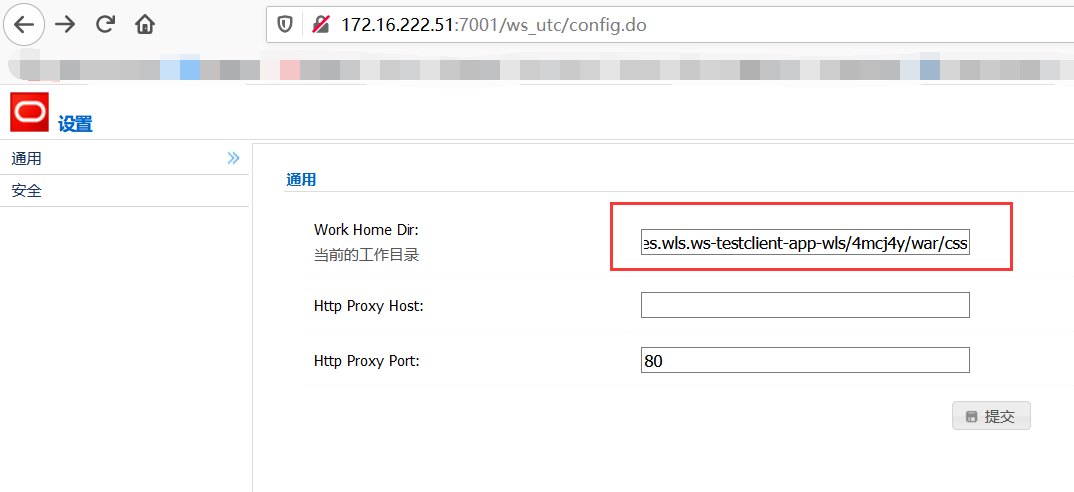 172.16.222.51:7001/ws_utc/config.do
设置
通用
安全
通用
Work Home Dir:
es.wls.ws-testclient-app-wls/4mcj4y/war/css
当前的工作目录
Http Proxy Host:
Http Proxy Port:
80
提交